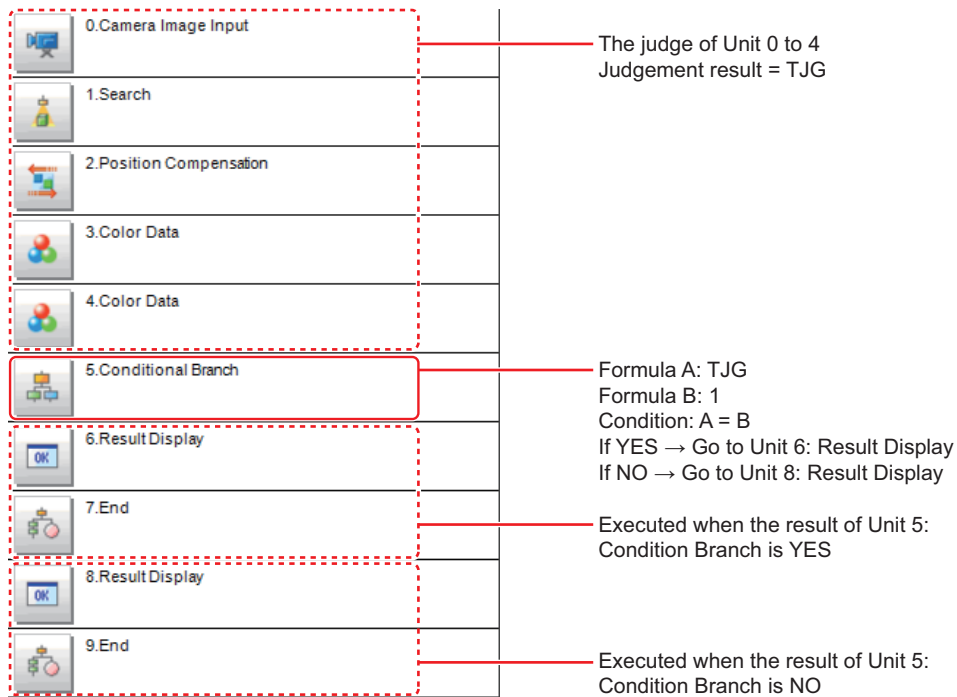 0.Camera Image Input
The judge of Unit 0 to 4
Judgement result = TJG
1.Search
2.Position Compensation
3.Color Data
4.Color Data
5.Conditional Branch
Formula A: TJG
Formula B: 1
Condition: A = B
If YES → Go to Unit 6: Result Display
If NO → Go to Unit 8: Result Display
6.Result Display
OK
7.End
Executed when the result of Unit 5:
Condition Branch is YES
8.Result Display
OK
9.End
Executed when the result of Unit 5:
Condition Branch is NO